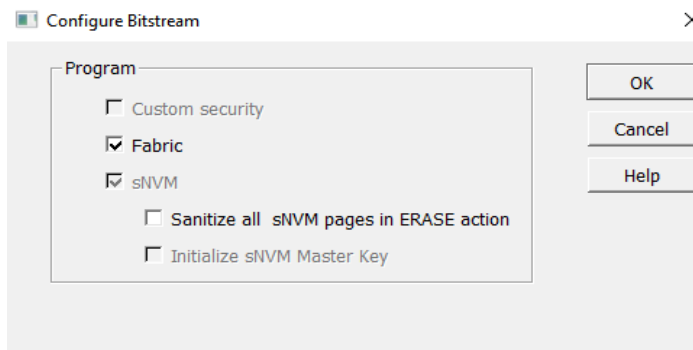 Configure Bitstream
Program
Custom security
Fabric
sNVM
Sanitize all sNVM pages in ERASE action
Initialize sNVM Master Key
OK
Cancel
Help